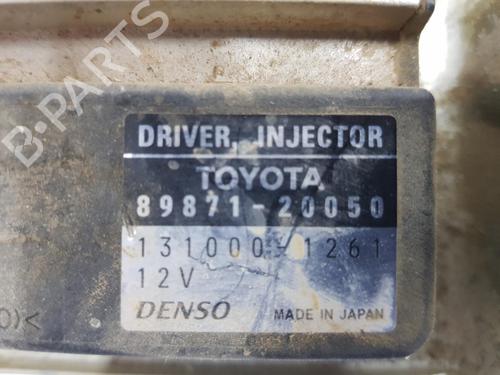 B-PARTS
DRIVER, INJECTOR
TOYOTA
89871-20050
131000-1261
12V
DENSO MADE IN JAPAN